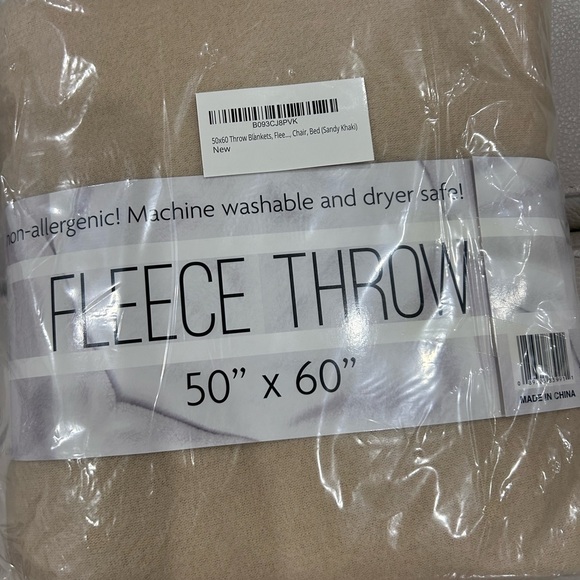 B093CJ8PVK
50x60 Throw Blankets, Flee..., Chair, Bed (Sandy Khaki)
New
non-allergenic! Machine washable and dryer safe!
FLEECE THROW
50” x 60”
MADE IN CHINA